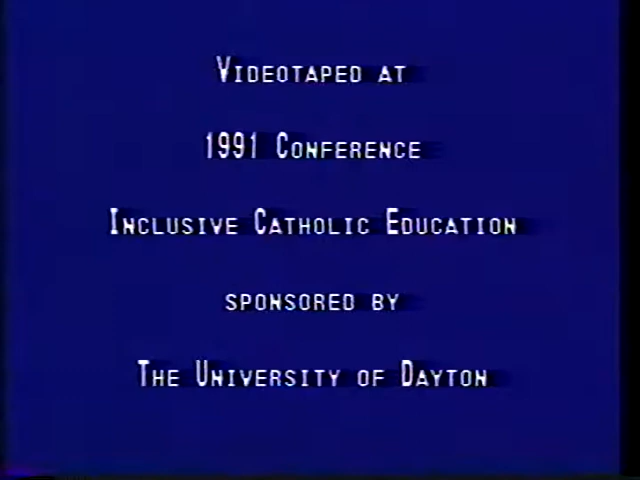 Videotaped at
1991 Conference
Inclusive Catholic Education
sponsored by
The University of Dayton